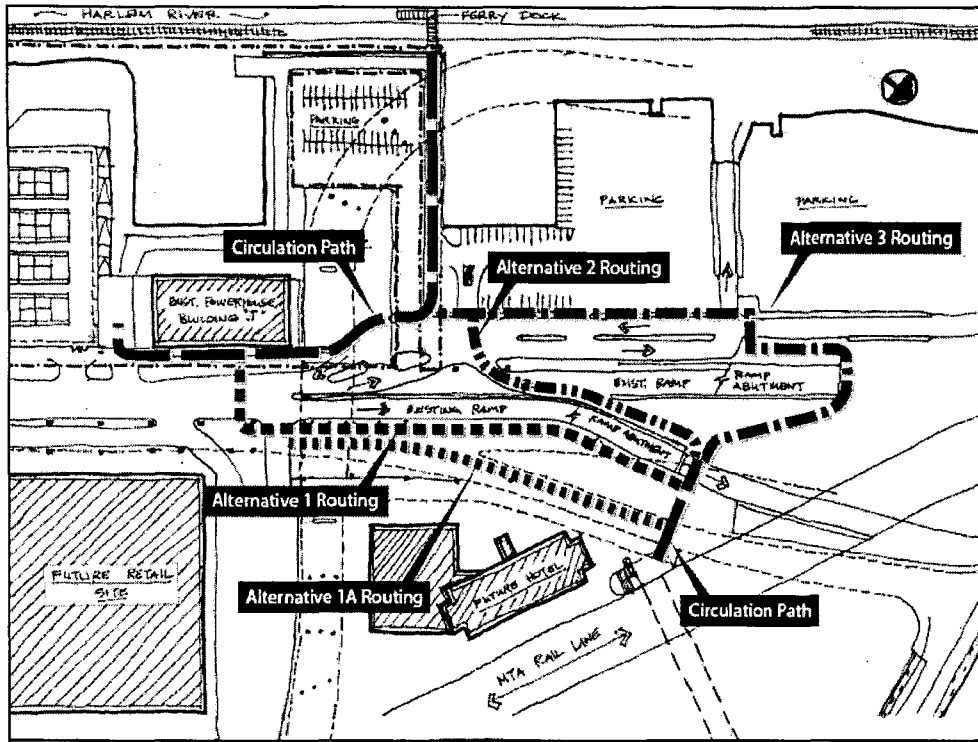 HARLEM RIVER
FERRY DOCK
PARKING
PARKING
PARKING
Circulation Path
Alternative 2 Routing
Alternative 3 Routing
EXIST. POWERHOUSE
BUILDING "J"
EXIST. RAMP
RAMP
ABUTMENT
EXISTING RAMP
RAMP ABUTMENT
Alternative 1 Routing
FUTURE RETAIL
SITE
FUTURE HOTEL
Alternative 1A Routing
Circulation Path
MTA RAIL LINE